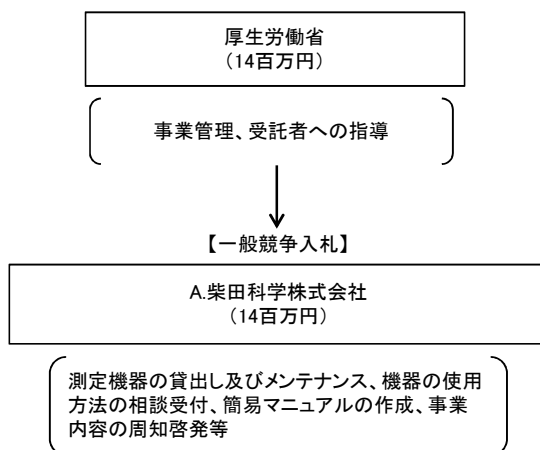 厚生労働省
（14百万円）
事業管理、受託者への指導
【一般競争入札】
A.柴田科学株式会社
（14百万円）
測定機器の貸出し及びメンテナンス、機器の使用
方法の相談受付、簡易マニュアルの作成、事業
内容の周知啓発等